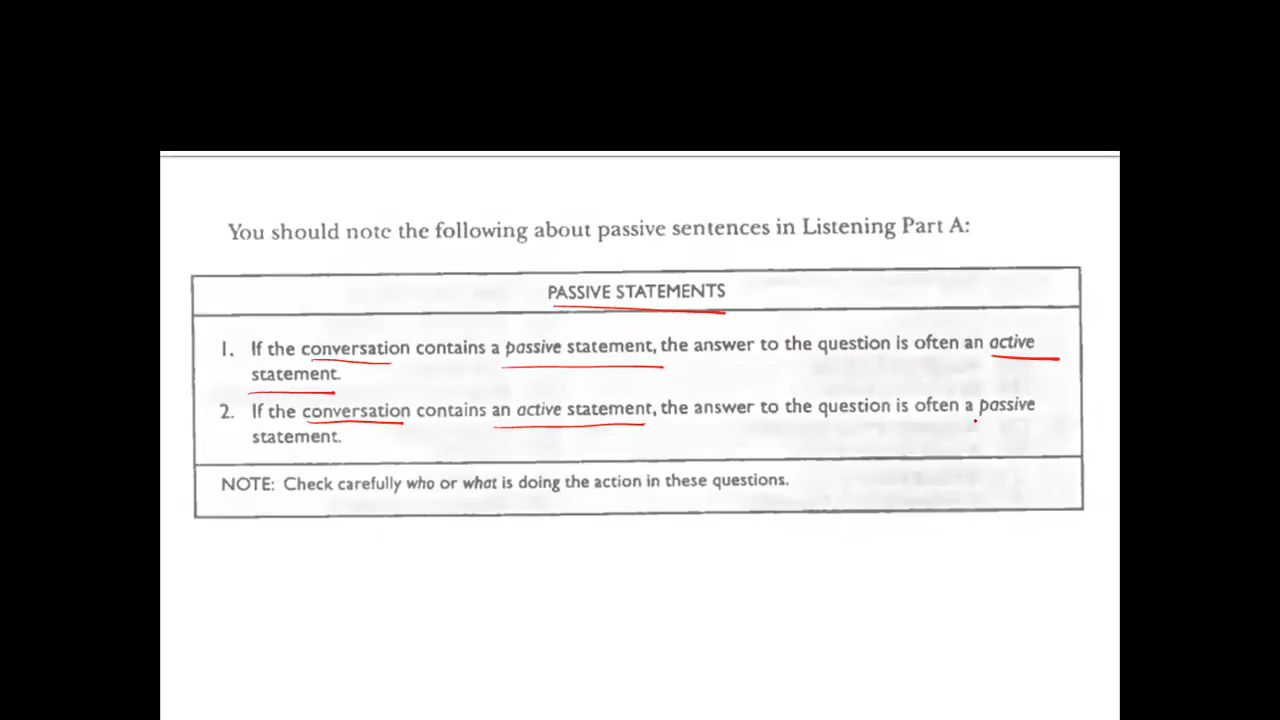 You should note the following about passive sentences in Listening Part A:
PASSIVE STATEMENTS
1. If the conversation contains a passive statement, the answer to the question is often an active
statement.
2. If the conversation contains an active statement, the answer to the question is often a passive
statement.
NOTE: Check carefully who or what is doing the action in these questions.